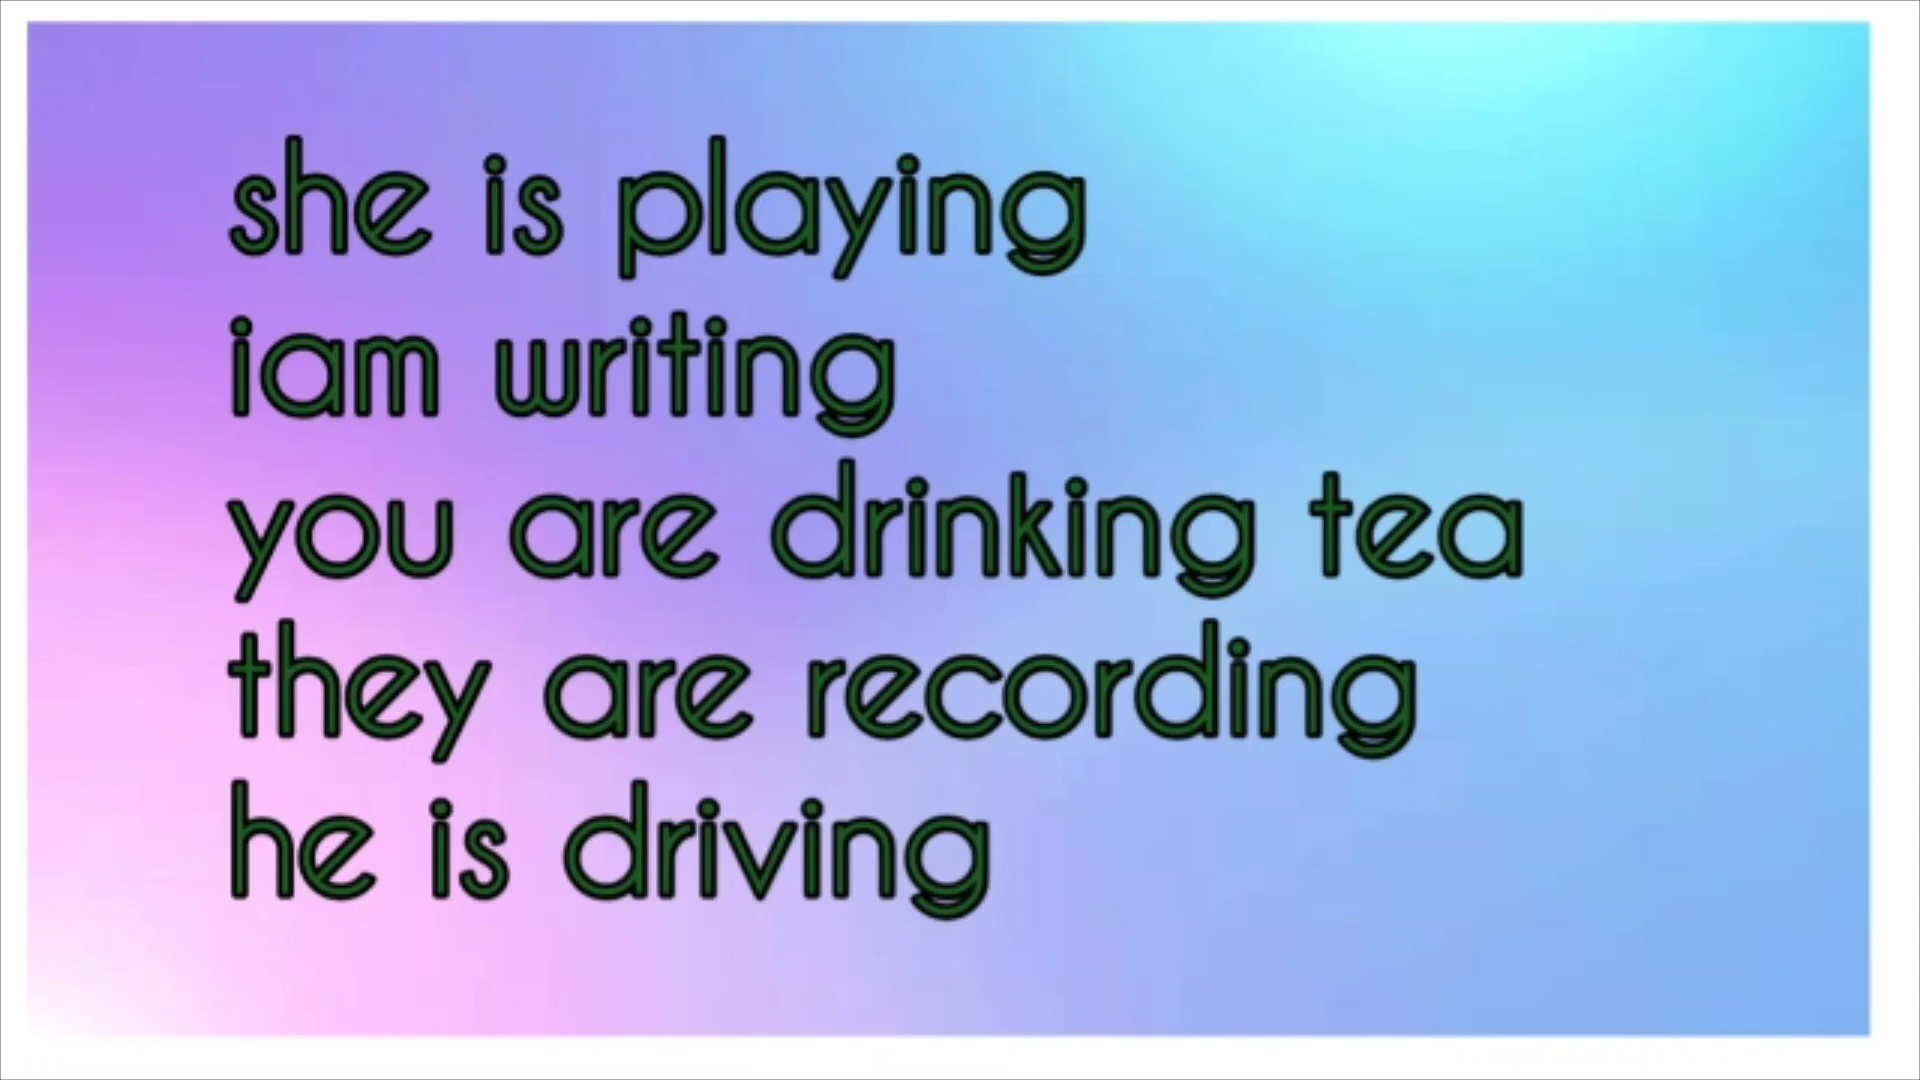 she is playing
iam writing
you are drinking tea
they are recording
he is driving